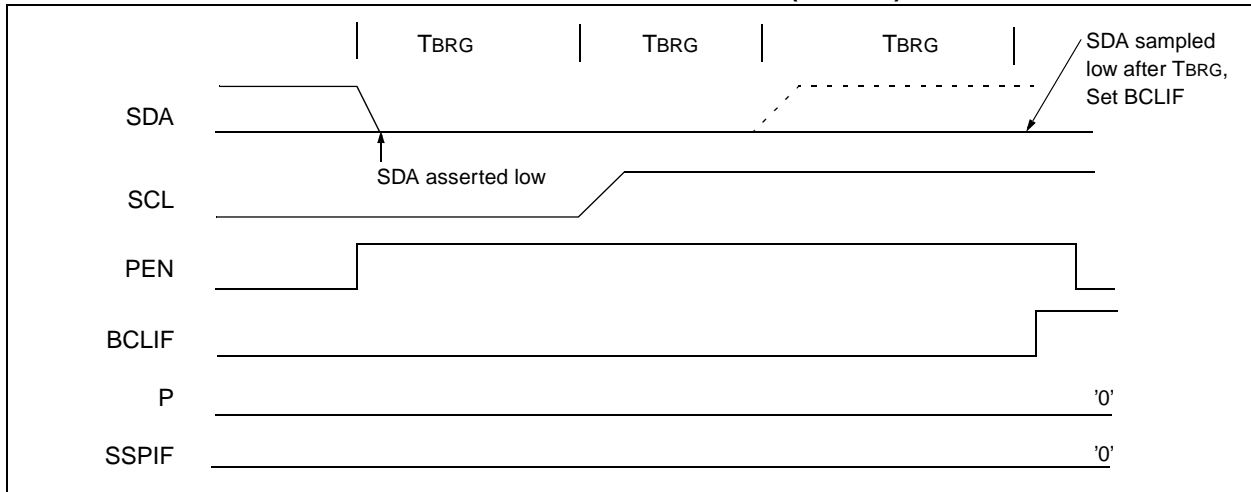 TBRG TBRG TBRG
SDA sampled
low after TBRG,
Set BCLIF
SDA
SDA asserted low
SCL
PEN
BCLIF
P '0'
SSPIF '0'